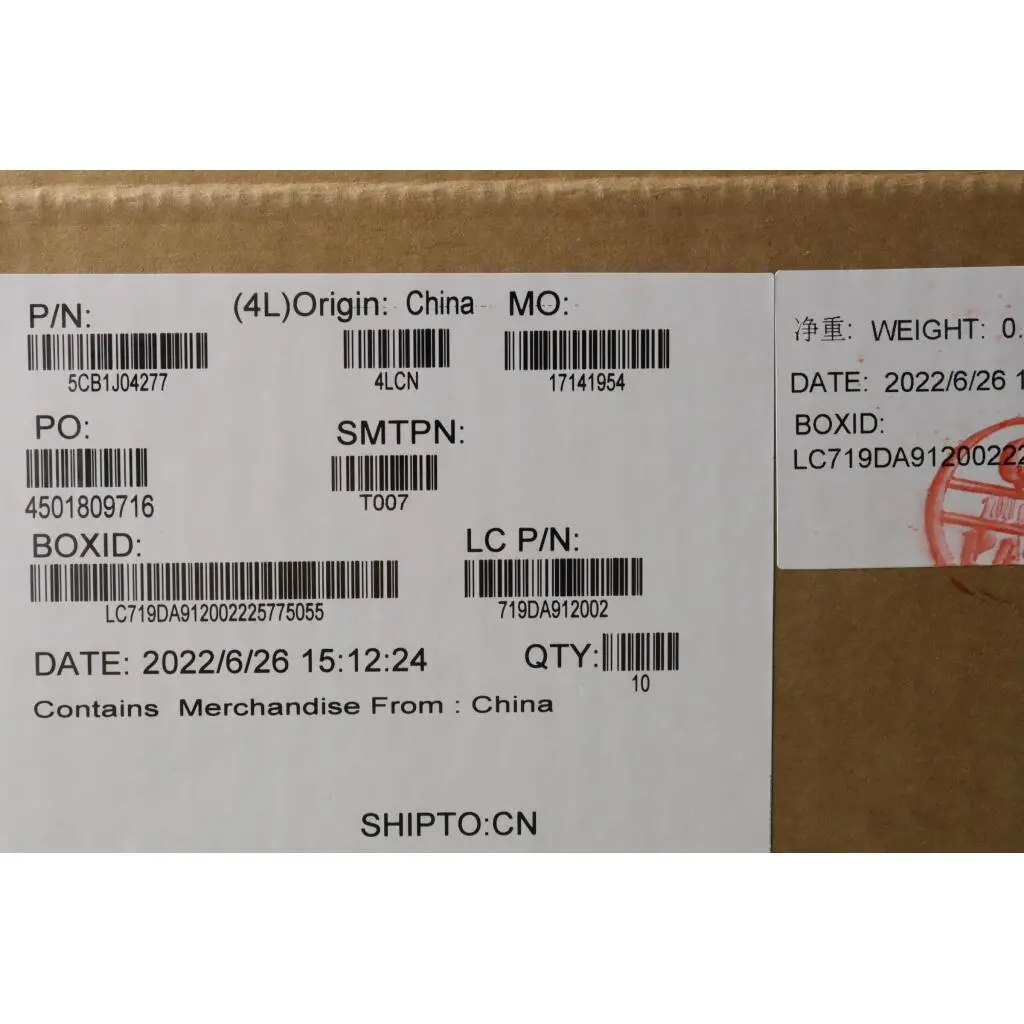 P/N:
5CB1J04277
(4L)Origin: China
4LCN
MO:
17141954
PO:
4501809716
SMTPN:
T007
BOXID:
LC719DA912002225775055
LC P/N:
719DA912002
DATE: 2022/6/26 15:12:24
QTY:
10
Contains Merchandise From : China
SHIPTO:CN
净重: WEIGHT: 0.
DATE: 2022/6/26 1
BOXID:
LC719DA912002222